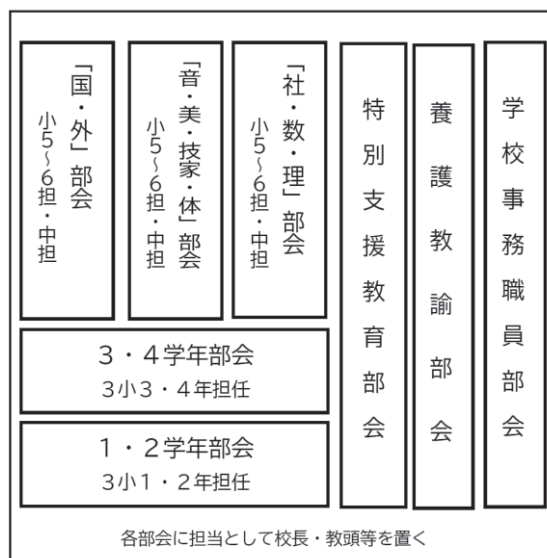 「国・外」部会
小５～６担・中担
「音・美・技家・体」部会
小５～６担・中担
「社・数・理」部会
小５～６担・中担
特別支援教育部会
養護教諭部会
学校事務職員部会
３・４学年部会
３小３・４年担任
１・２学年部会
３小１・２年担任
各部会に担当として校長・教頭等を置く